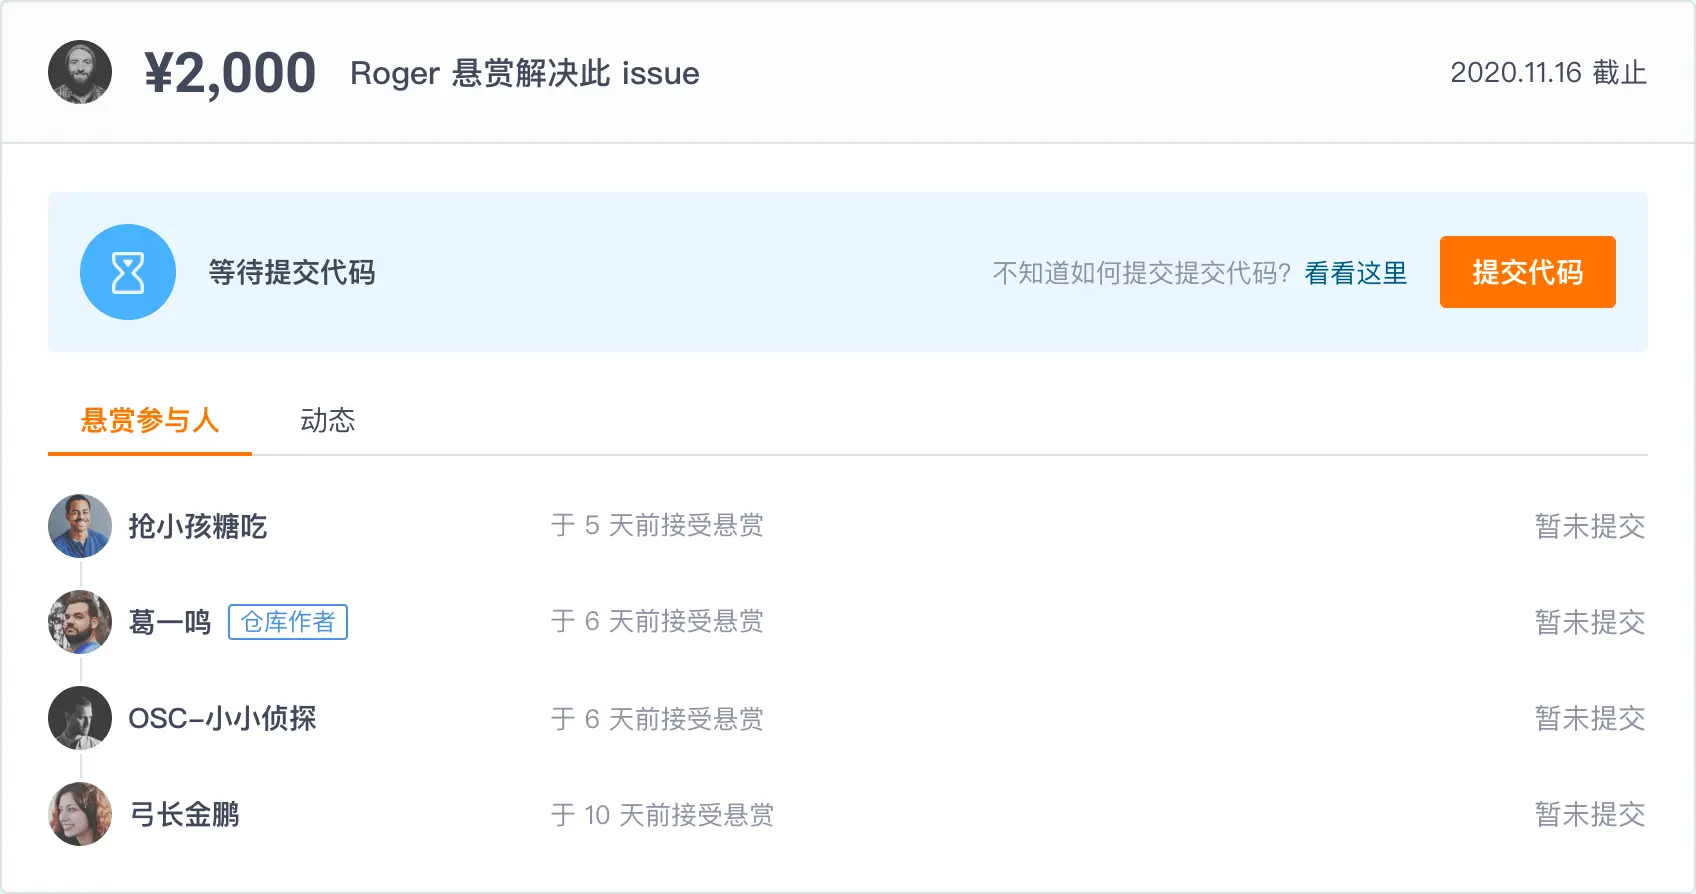 ¥2,000 Roger 悬赏解决此 issue 2020.11.16 截止
等待提交代码 不知道如何提交提交代码? 看看这里 提交代码
悬赏参与人 动态
抢小孩糖吃 于 5 天前接受悬赏 暂未提交
葛一鸣 仓库作者 于 6 天前接受悬赏 暂未提交
OSC-小小侦探 于 6 天前接受悬赏 暂未提交
弓长金鹏 于 10 天前接受悬赏 暂未提交